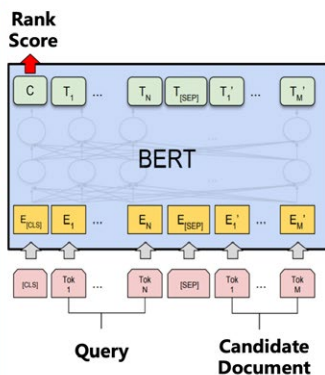 Rank
Score
C T1 ... TN T[SEP] T1' ... TM'
BERT
E[CLS] E1 ... EN E[SEP] E1' ... EM'
[CLS] Tok 1 ... Tok N [SEP] Tok 1 ... Tok M
Query
Candidate
Document